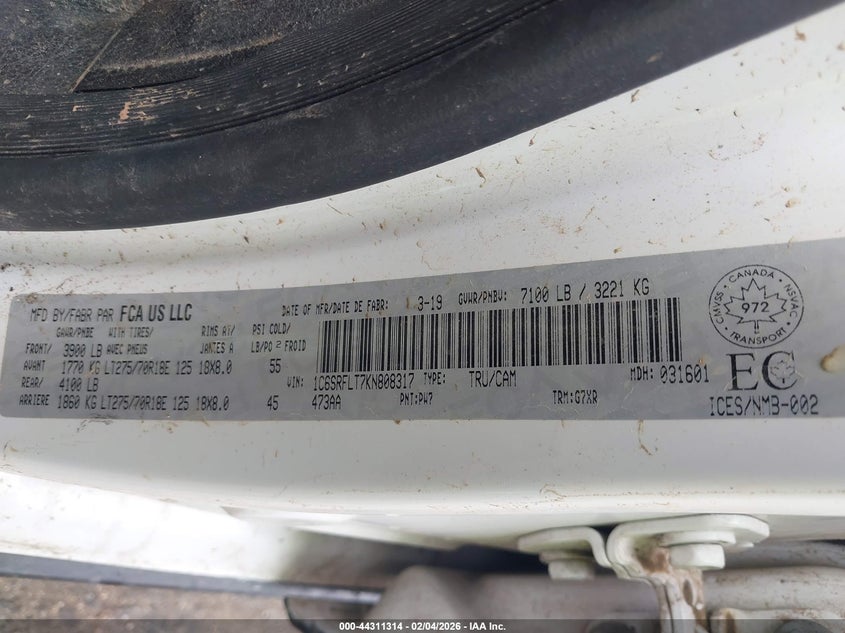 MFD BY/FABR PAR FCA US LLC
DATE OF MFR/DATE DE FABR: 3-19 GVWR/PNBV: 7100 LB / 3221 KG
GAWR/PNBE WITH TIRES/ RIMS AT/ PSI COLD/
FRONT/ 3900 LB AVEC PNEUS JANTES A LB/PO2 FROID
AVANT 1770 KG LT275/70R18E 125 18X8.0 55
REAR/ 4100 LB
ARRIERE 1860 KG LT275/70R18E 125 18X8.0 45
VIN: 1C6SRFLT7KN808317 TYPE: TRU/CAM MDH: 031601
473AA PNT:PW7 TRM:G7XR
CANADA
CMVSS NSVAC
972
TRANSPORT
EC
ICES/NMB-002
000-44311314 - 02/04/2026 - IAA Inc.